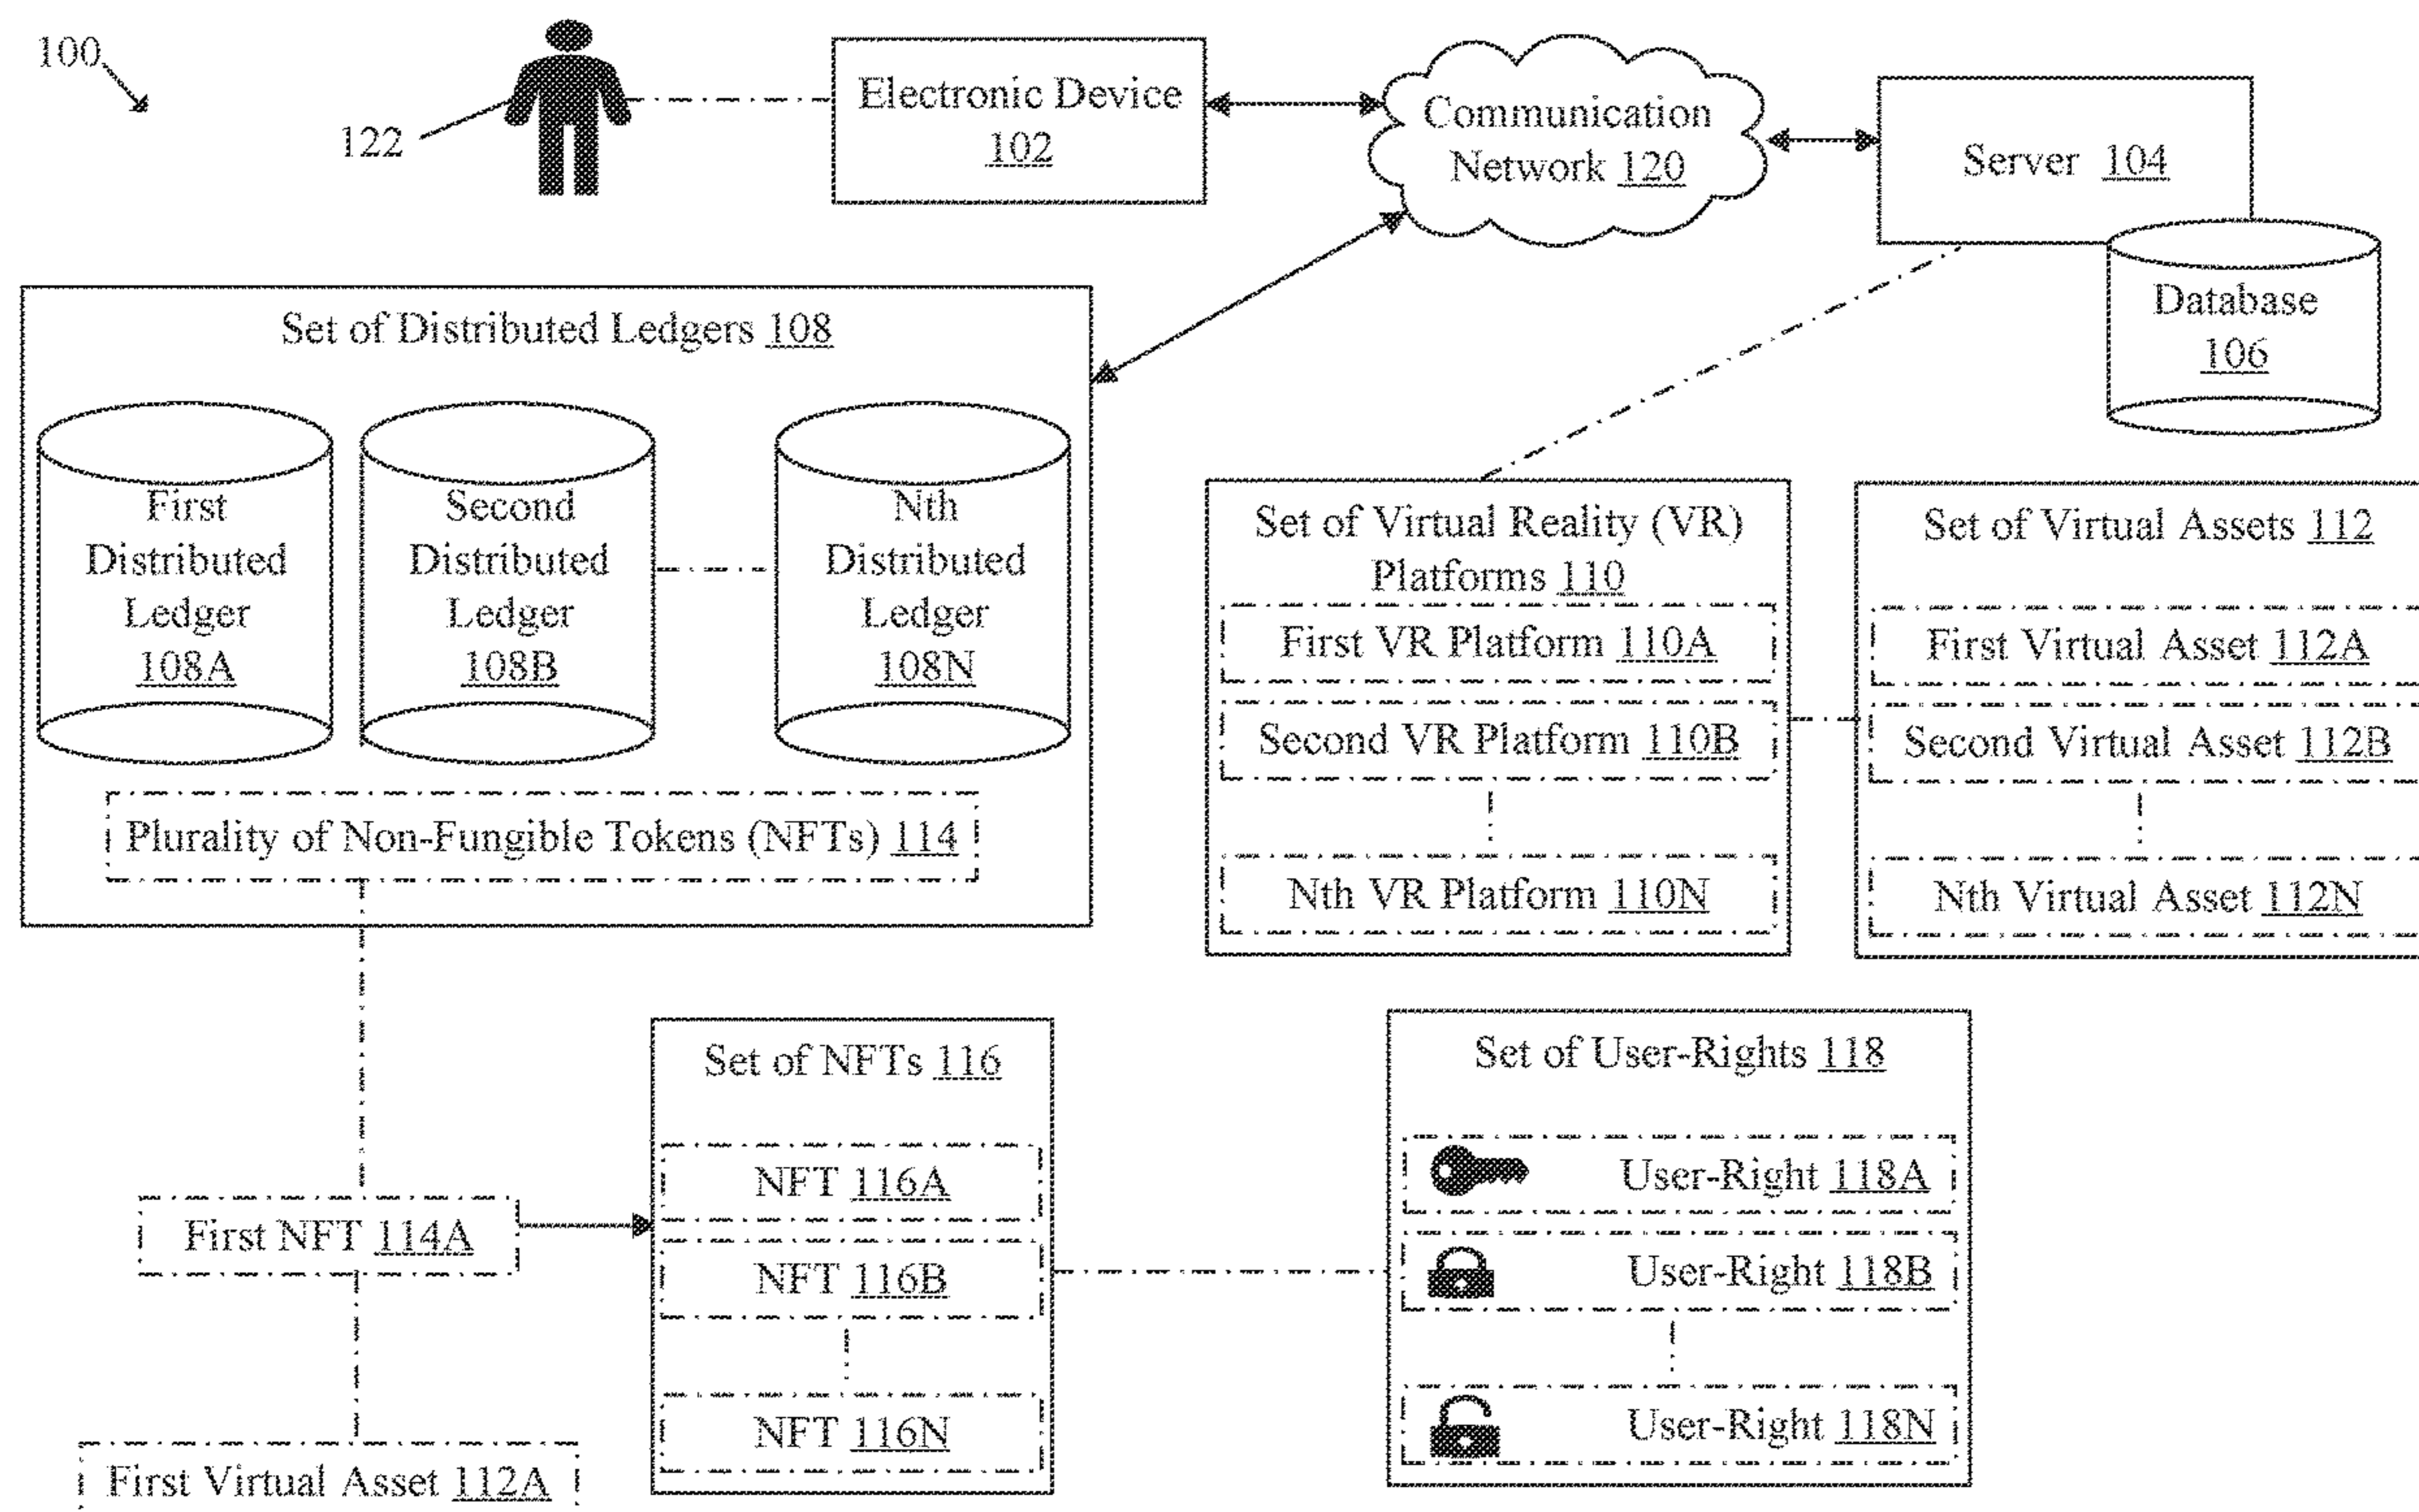 100
122
Electronic Device
102
Communication
Network 120
Server 104
Database
106
Set of Distributed Ledgers 108
First
Distributed
Ledger
108A
Second
Distributed
Ledger
108B
Nth
Distributed
Ledger
108N
Plurality of Non-Fungible Tokens (NFTs) 114
Set of Virtual Reality (VR)
Platforms 110
First VR Platform 110A
Second VR Platform 110B
Nth VR Platform 110N
Set of Virtual Assets 112
First Virtual Asset 112A
Second Virtual Asset 112B
Nth Virtual Asset 112N
First NFT 114A
First Virtual Asset 112A
Set of NFTs 116
NFT 116A
NFT 116B
NFT 116N
Set of User-Rights 118
User-Right 118A
User-Right 118B
User-Right 118N